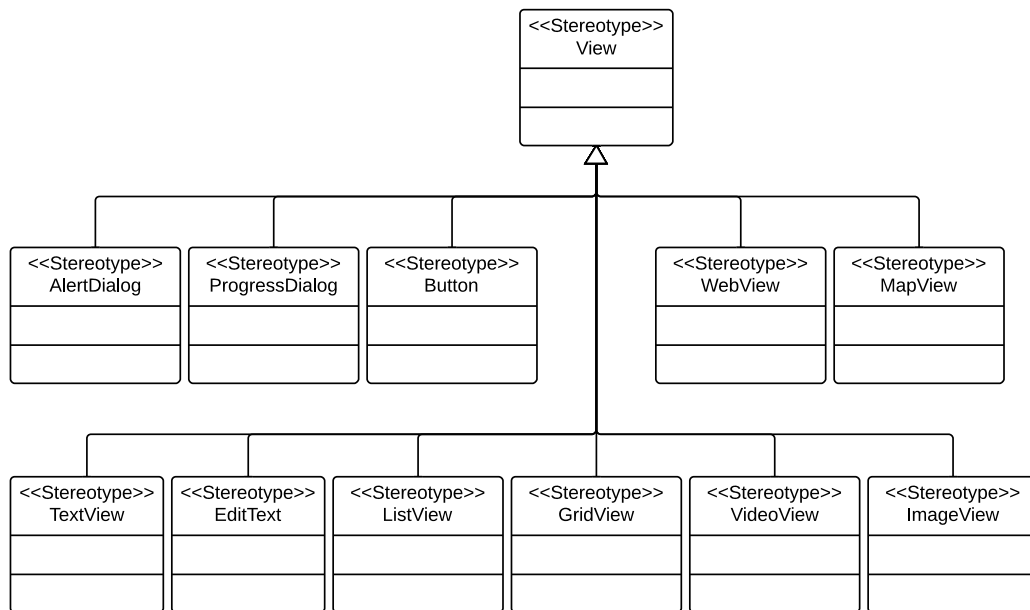 <<Stereotype>>
View
<<Stereotype>>
AlertDialog
<<Stereotype>>
ProgressDialog
<<Stereotype>>
Button
<<Stereotype>>
WebView
<<Stereotype>>
MapView
<<Stereotype>>
TextView
<<Stereotype>>
EditText
<<Stereotype>>
ListView
<<Stereotype>>
GridView
<<Stereotype>>
VideoView
<<Stereotype>>
ImageView